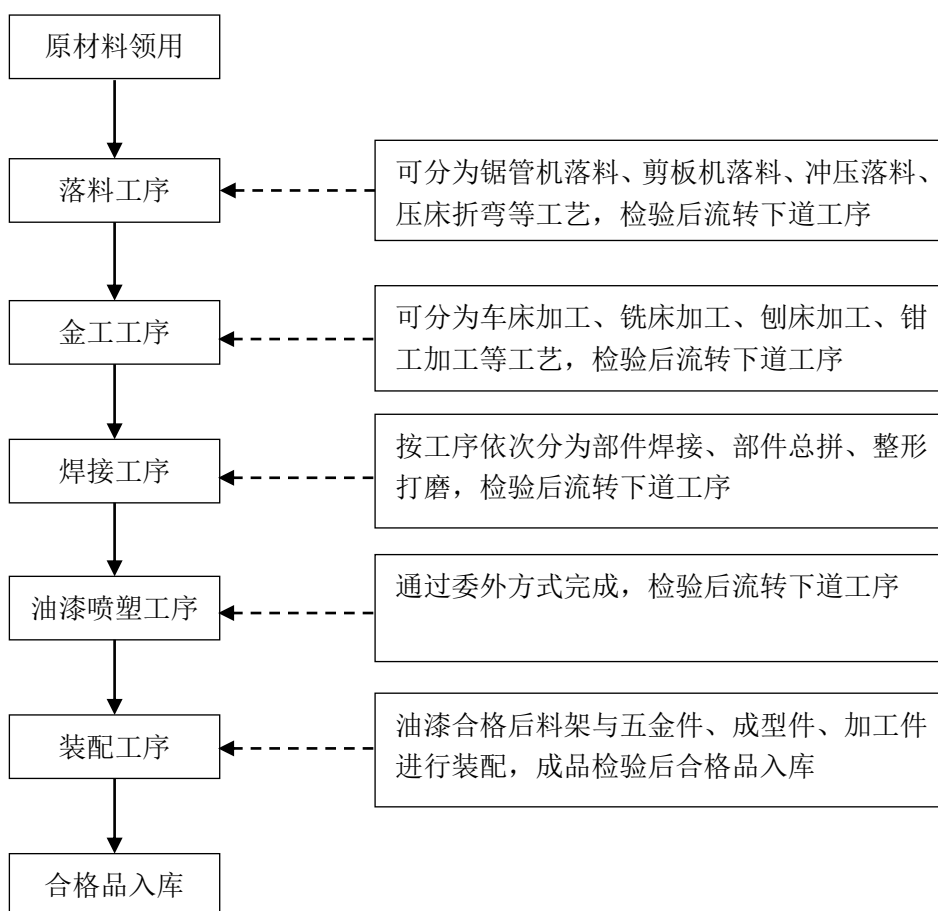 原材料领用
落料工序
可分为锯管机落料、剪板机落料、冲压落料、
压床折弯等工艺，检验后流转下道工序
金工工序
可分为车床加工、铣床加工、刨床加工、钳
工加工等工艺，检验后流转下道工序
焊接工序
按工序依次分为部件焊接、部件总拼、整形
打磨，检验后流转下道工序
油漆喷塑工序
通过委外方式完成，检验后流转下道工序
装配工序
油漆合格后料架与五金件、成型件、加工件
进行装配，成品检验后合格品入库
合格品入库